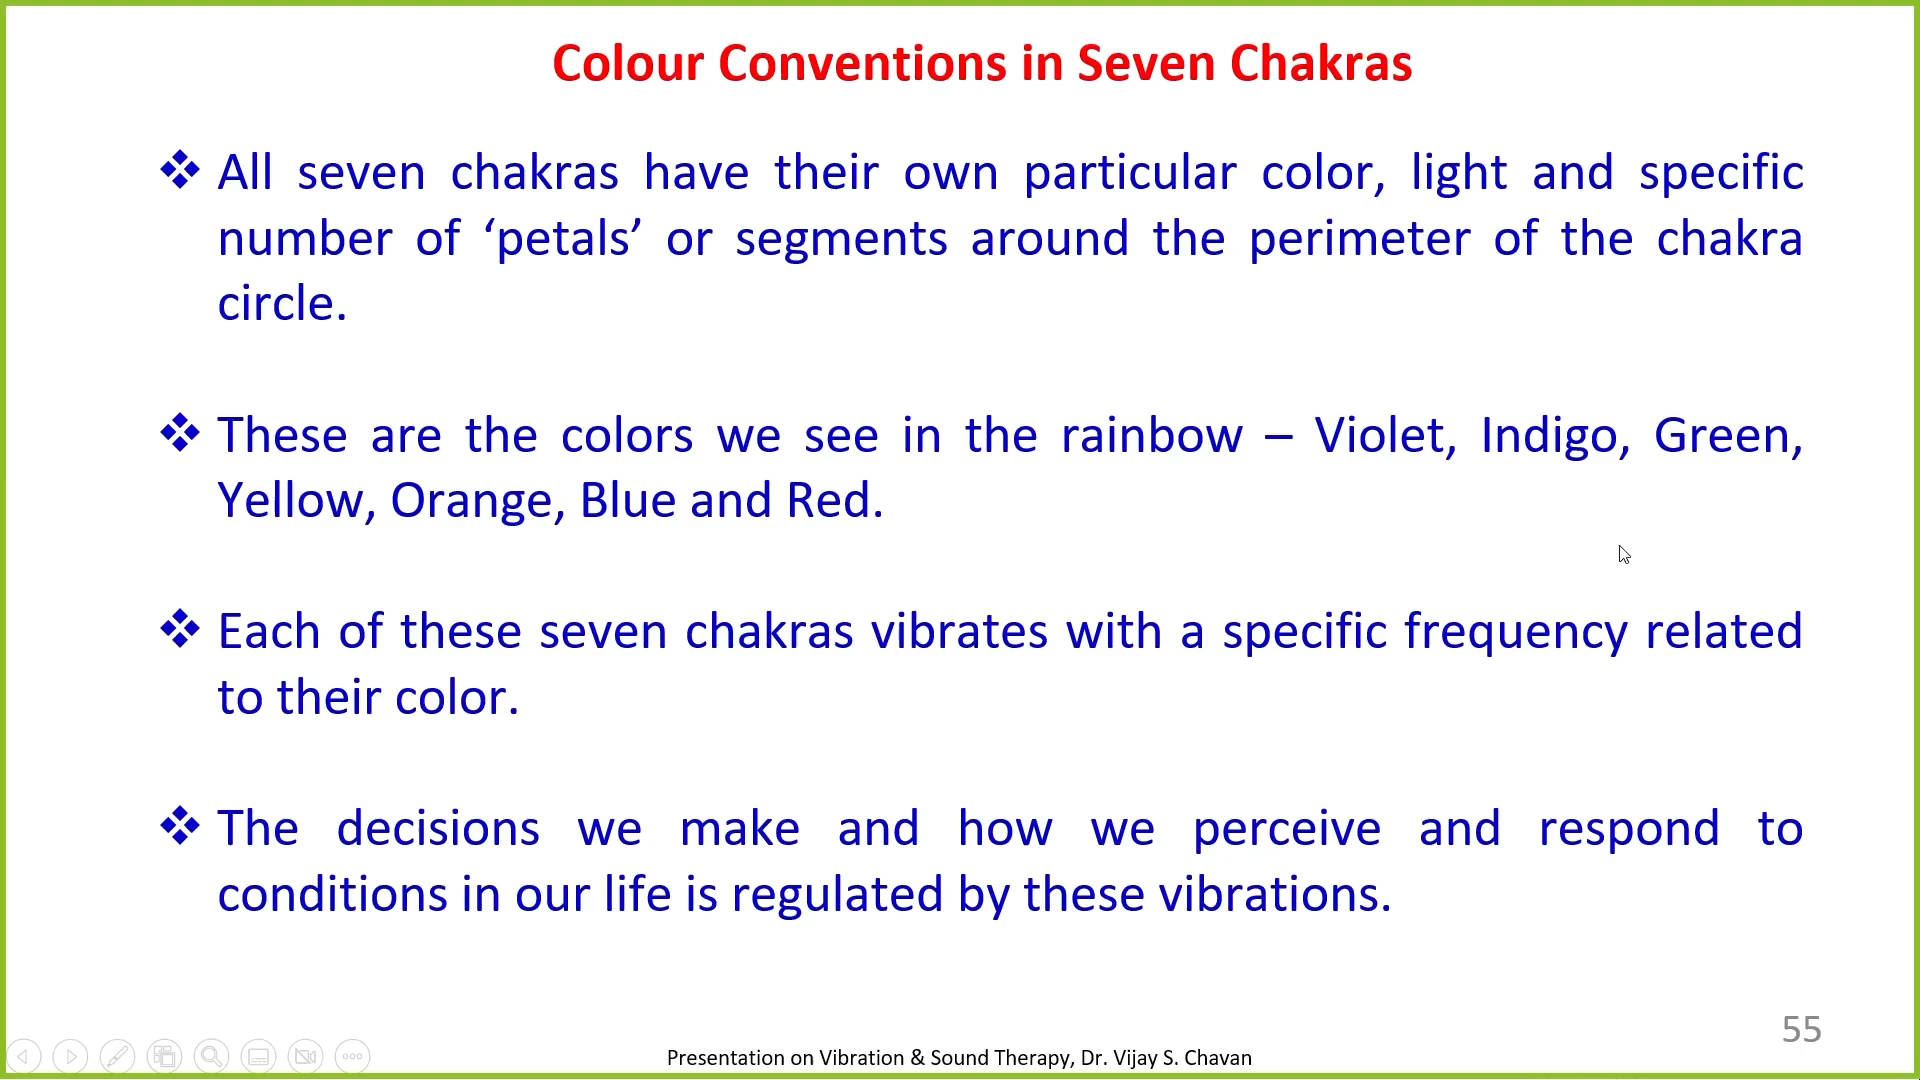 Colour Conventions in Seven Chakras
❖ All seven chakras have their own particular color, light and specific
number of ‘petals’ or segments around the perimeter of the chakra
circle.
❖ These are the colors we see in the rainbow – Violet, Indigo, Green,
Yellow, Orange, Blue and Red.
❖ Each of these seven chakras vibrates with a specific frequency related
to their color.
❖ The decisions we make and how we perceive and respond to
conditions in our life is regulated by these vibrations.
55
Presentation on Vibration & Sound Therapy, Dr. Vijay S. Chavan